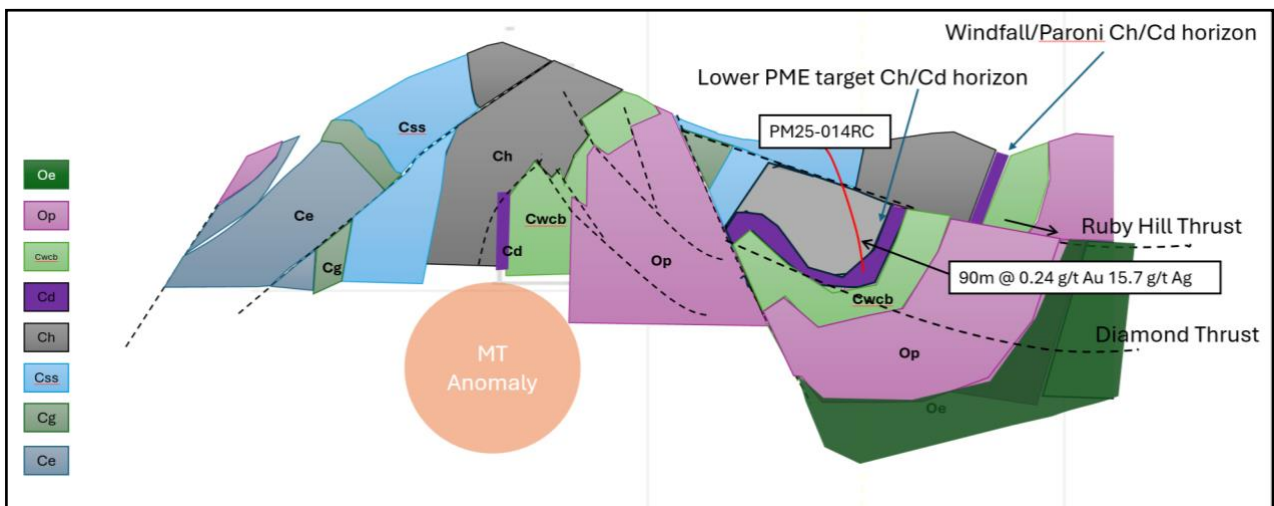 Windfall/Paroni Ch/Cd horizon
Lower PME target Ch/Cd horizon
PM25-014RC
Css
Ch
Ce
Cwcb
Cd
Cg
Op
Ruby Hill Thrust
90m @ 0.24 g/t Au 15.7 g/t Ag
Cwcb
Diamond Thrust
Op
Oe
MT
Anomaly
Oe
Op
Cwcb
Cd
Ch
Css
Cg
Ce